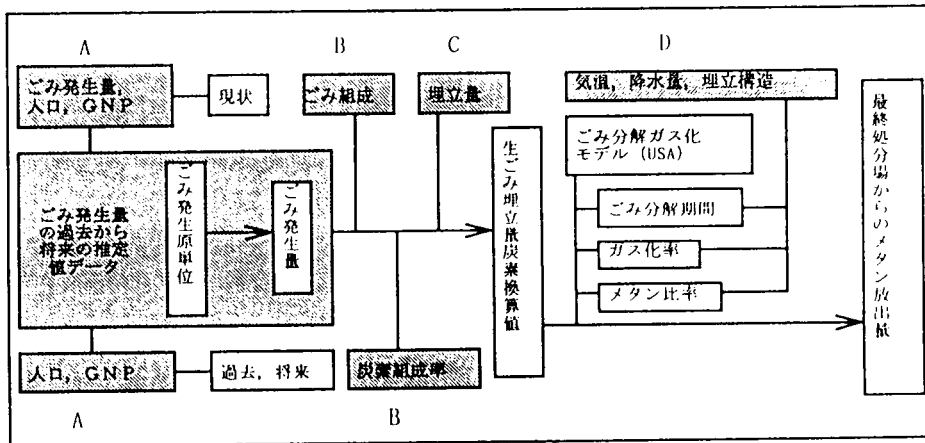 A
B
C
D
ごみ発生量,
人口, GNP
現状
ごみ組成
埋立量
気温, 降水量, 埋立構造
ごみ発生量
の過去から
将来の推定
値データ
ごみ発生原単位
ごみ発生量
生ごみ埋立量炭素換算値
ごみ分解ガス化
モデル (USA)
ごみ分解期間
ガス化率
メタン比率
最終処分場からのメタン放出量
人口, GNP
過去, 将来
炭素組成率
A
B